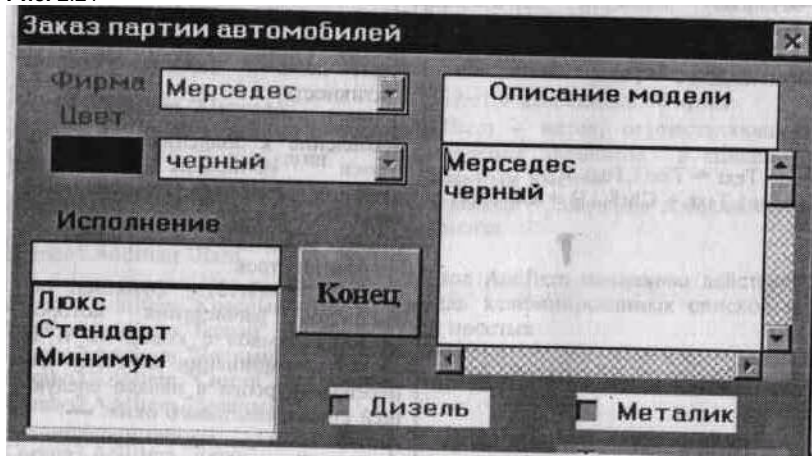 Заказ партии автомобилей
Фирма
Мерседес
Цвет
черный
Исполнение
Люкс
Стандарт
Минимум
Конец
Описание модели
Мерседес
черный
Дизель
Металик